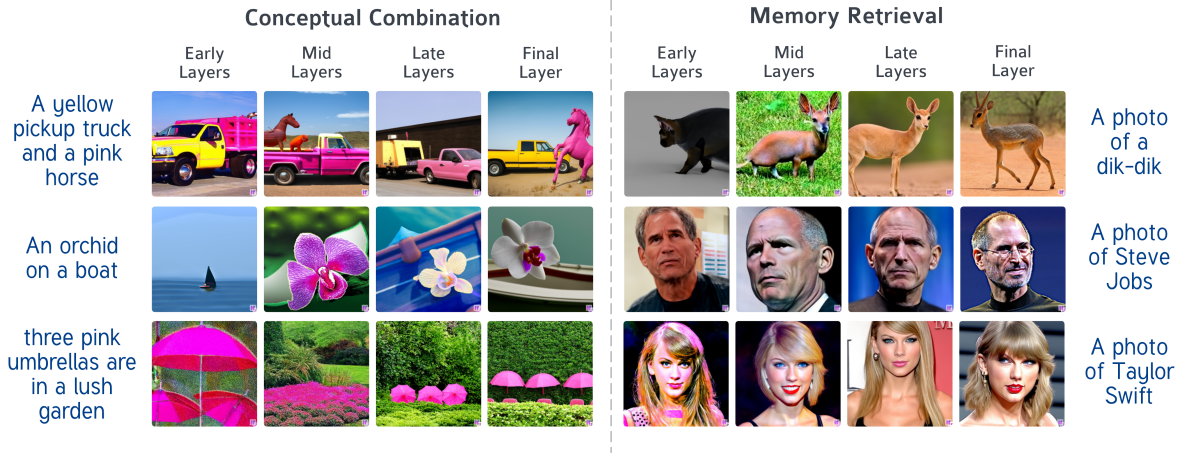 Conceptual Combination
Memory Retrieval
Early
Layers
Mid
Layers
Late
Layers
Final
Layer
Early
Layers
Mid
Layers
Late
Layers
Final
Layer
A yellow
pickup truck
and a pink
horse
A photo
of a
dik-dik
An orchid
on a boat
A photo
of Steve
Jobs
three pink
umbrellas are
in a lush
garden
A photo
of Taylor
Swift